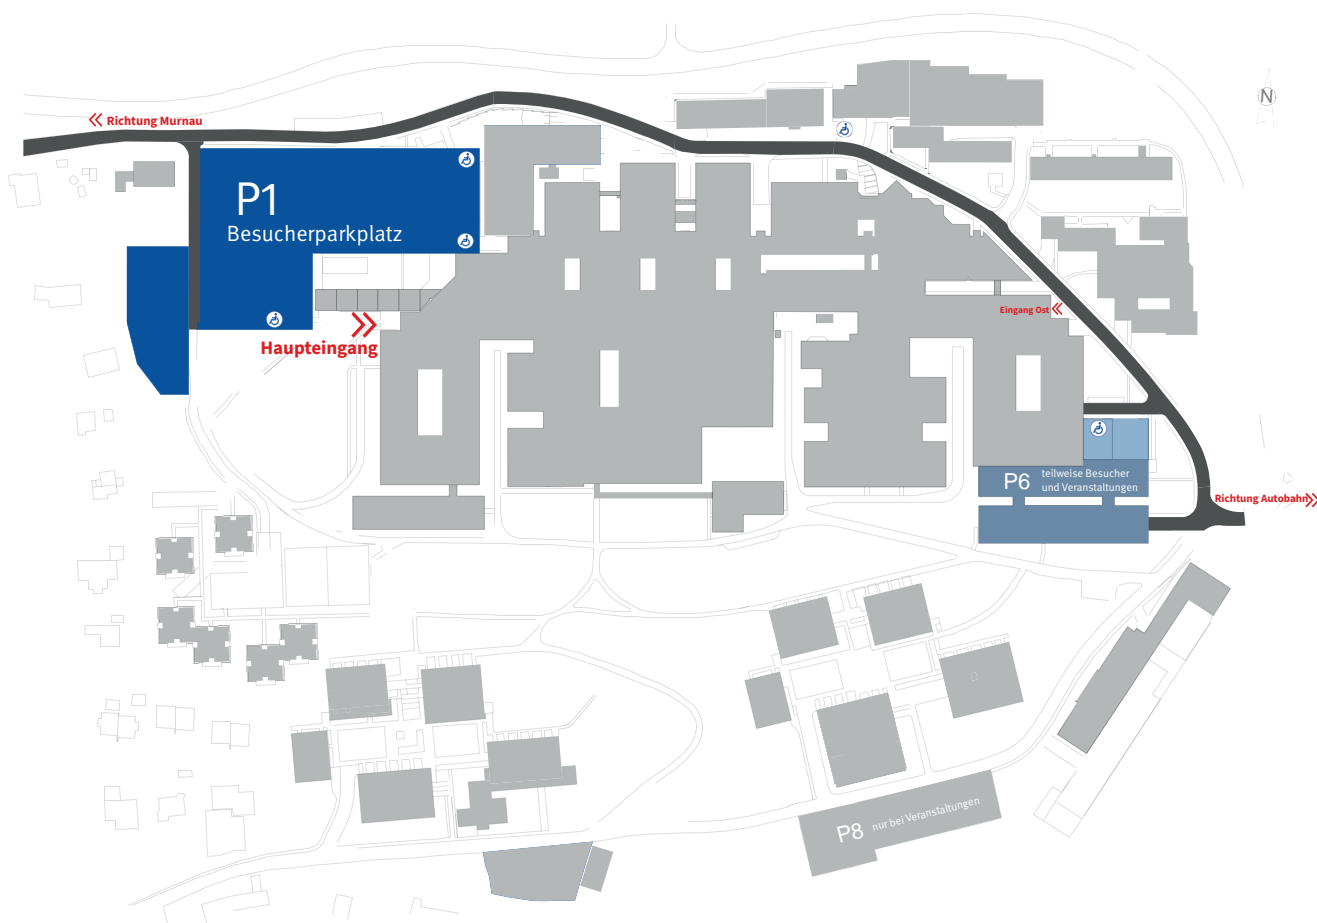 Richtung Murnau
N
P1
Besucherparkplatz
Haupteingang
Eingang Ost
P6
teilweise Besucher
und Veranstaltungen
Richtung Autobahn
P8 nur bei Veranstaltungen